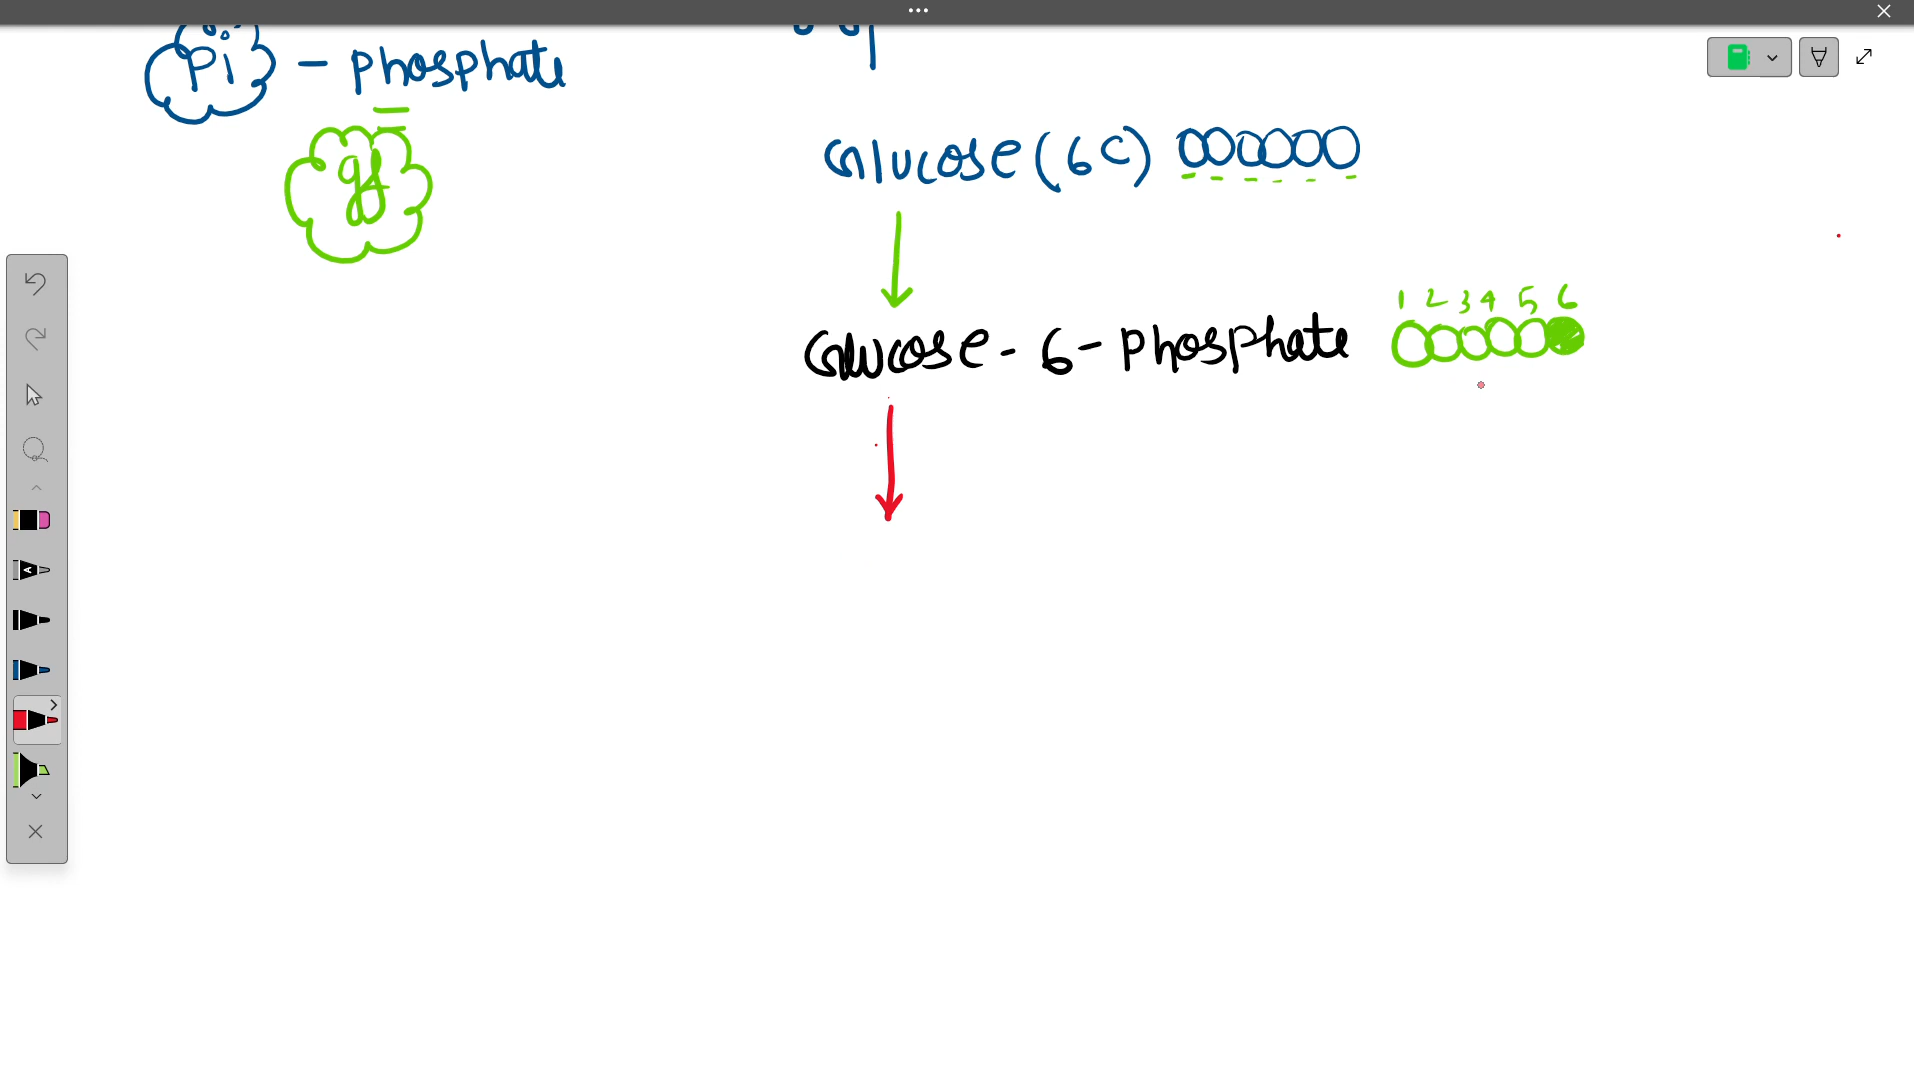 Pi - phosphate
Glucose (6C)
1 2 3 4 5 6
Glucose - 6 - Phosphate